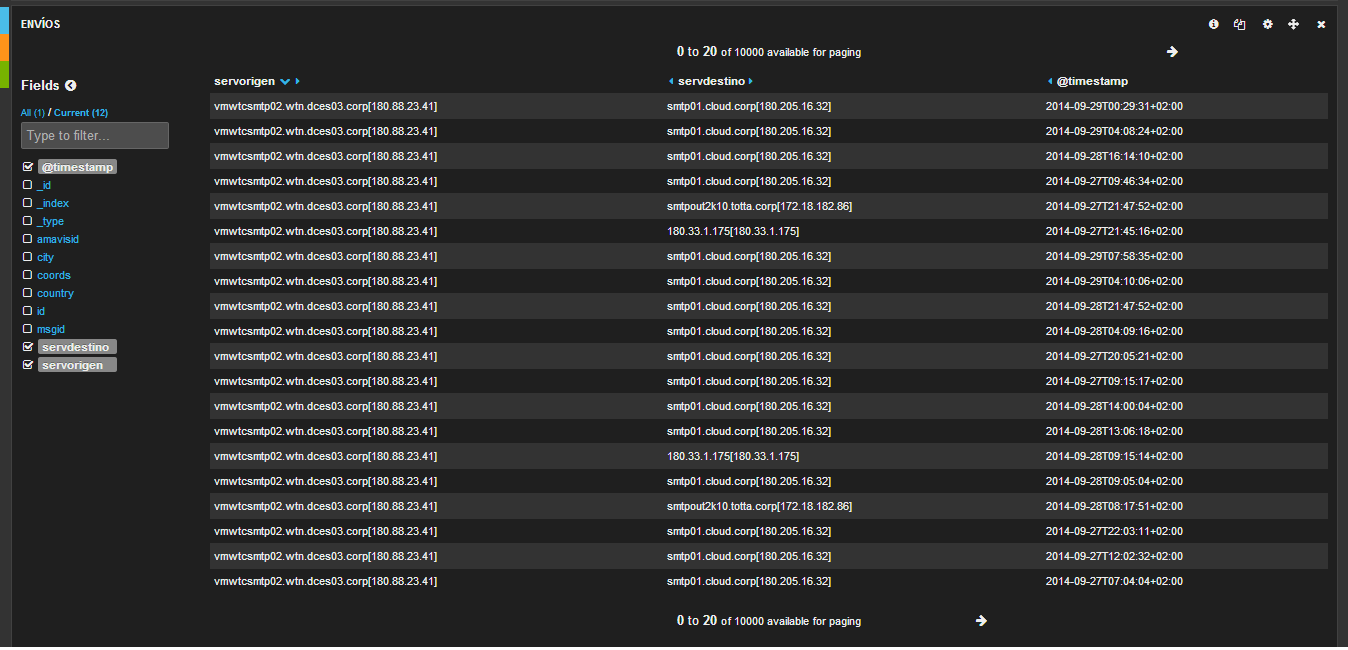 ENVÍOS
0 to 20 of 10000 available for paging
Fields
All (1) / Current (12)
Type to filter...
@timestamp
_id
_index
_type
amavisid
city
coords
country
id
msgid
servdestino
servorigen
servorigen servdestino @timestamp
vmwtcsmtp02.wtn.dces03.corp[180.88.23.41] smtp01.cloud.corp[180.205.16.32] 2014-09-29T00:29:31+02:00
vmwtcsmtp02.wtn.dces03.corp[180.88.23.41] smtp01.cloud.corp[180.205.16.32] 2014-09-29T04:08:24+02:00
vmwtcsmtp02.wtn.dces03.corp[180.88.23.41] smtp01.cloud.corp[180.205.16.32] 2014-09-28T16:14:10+02:00
vmwtcsmtp02.wtn.dces03.corp[180.88.23.41] smtp01.cloud.corp[180.205.16.32] 2014-09-27T09:46:34+02:00
vmwtcsmtp02.wtn.dces03.corp[180.88.23.41] smtpout2k10.totta.corp[172.18.182.86] 2014-09-27T21:47:52+02:00
vmwtcsmtp02.wtn.dces03.corp[180.88.23.41] 180.33.1.175[180.33.1.175] 2014-09-27T21:45:16+02:00
vmwtcsmtp02.wtn.dces03.corp[180.88.23.41] smtp01.cloud.corp[180.205.16.32] 2014-09-29T07:58:35+02:00
vmwtcsmtp02.wtn.dces03.corp[180.88.23.41] smtp01.cloud.corp[180.205.16.32] 2014-09-29T04:10:06+02:00
vmwtcsmtp02.wtn.dces03.corp[180.88.23.41] smtp01.cloud.corp[180.205.16.32] 2014-09-28T21:47:52+02:00
vmwtcsmtp02.wtn.dces03.corp[180.88.23.41] smtp01.cloud.corp[180.205.16.32] 2014-09-28T04:09:16+02:00
vmwtcsmtp02.wtn.dces03.corp[180.88.23.41] smtp01.cloud.corp[180.205.16.32] 2014-09-27T20:05:21+02:00
vmwtcsmtp02.wtn.dces03.corp[180.88.23.41] smtp01.cloud.corp[180.205.16.32] 2014-09-27T09:15:17+02:00
vmwtcsmtp02.wtn.dces03.corp[180.88.23.41] smtp01.cloud.corp[180.205.16.32] 2014-09-28T14:00:04+02:00
vmwtcsmtp02.wtn.dces03.corp[180.88.23.41] smtp01.cloud.corp[180.205.16.32] 2014-09-28T13:06:18+02:00
vmwtcsmtp02.wtn.dces03.corp[180.88.23.41] 180.33.1.175[180.33.1.175] 2014-09-28T09:15:14+02:00
vmwtcsmtp02.wtn.dces03.corp[180.88.23.41] smtp01.cloud.corp[180.205.16.32] 2014-09-28T09:05:04+02:00
vmwtcsmtp02.wtn.dces03.corp[180.88.23.41] smtpout2k10.totta.corp[172.18.182.86] 2014-09-28T08:17:51+02:00
vmwtcsmtp02.wtn.dces03.corp[180.88.23.41] smtp01.cloud.corp[180.205.16.32] 2014-09-27T22:03:11+02:00
vmwtcsmtp02.wtn.dces03.corp[180.88.23.41] smtp01.cloud.corp[180.205.16.32] 2014-09-27T12:02:32+02:00
vmwtcsmtp02.wtn.dces03.corp[180.88.23.41] smtp01.cloud.corp[180.205.16.32] 2014-09-27T07:04:04+02:00
0 to 20 of 10000 available for paging